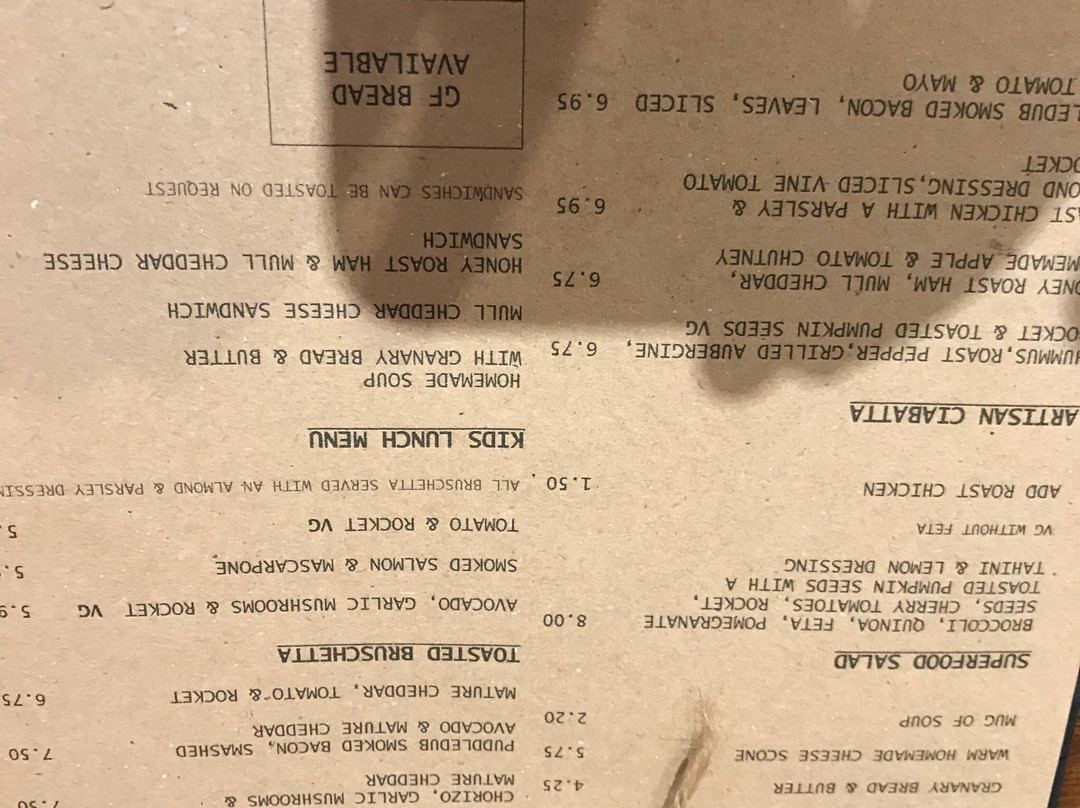 GRANARY BREAD & BUTTER 4.25
WARM HOMEMADE CHEESE SCONE 5.75
MUG OF SOUP 2.20
SUPERFOOD SALAD
BROCCOLI, QUINOA, FETA, POMEGRANATE 8.00
SEEDS, CHERRY TOMATOES, ROCKET,
TOASTED PUMPKIN SEEDS WITH A
TAHINI & LEMON DRESSING
VG WITHOUT FETA
ADD ROAST CHICKEN 1.50
ARTISAN CIABATTA
UMMUS,ROAST PEPPER,GRILLED AUBERGINE, 6.75
OCKET & TOASTED PUMPKIN SEEDS VG
ONEY ROAST HAM, MULL CHEDDAR, 6.75
MEMADE APPLE & TOMATO CHUTNEY
AST CHICKEN WITH A PARSLEY & 6.95
OND DRESSING,SLICED VINE TOMATO
OCKET
LEDUB SMOKED BACON, LEAVES, SLICED 6.95
TOMATO & MAYO
CHORIZO, GARLIC MUSHROOMS & 7.50
MATURE CHEDDAR
PUDDLEDUB SMOKED BACON, SMASHED 7.50
AVOCADO & MATURE CHEDDAR
MATURE CHEDDAR, TOMATO & ROCKET 6.75
TOASTED BRUSCHETTA
AVOCADO, GARLIC MUSHROOMS & ROCKET VG 5.9
SMOKED SALMON & MASCARPONE 5.
TOMATO & ROCKET VG 5.
ALL BRUSCHETTA SERVED WITH AN ALMOND & PARSLEY DRESSIN
KIDS LUNCH MENU
HOMEMADE SOUP
WITH GRANARY BREAD & BUTTER
MULL CHEDDAR CHEESE SANDWICH
HONEY ROAST HAM & MULL CHEDDAR CHEESE
SANDWICH
SANDWICHES CAN BE TOASTED ON REQUEST
GF BREAD
AVAILABLE